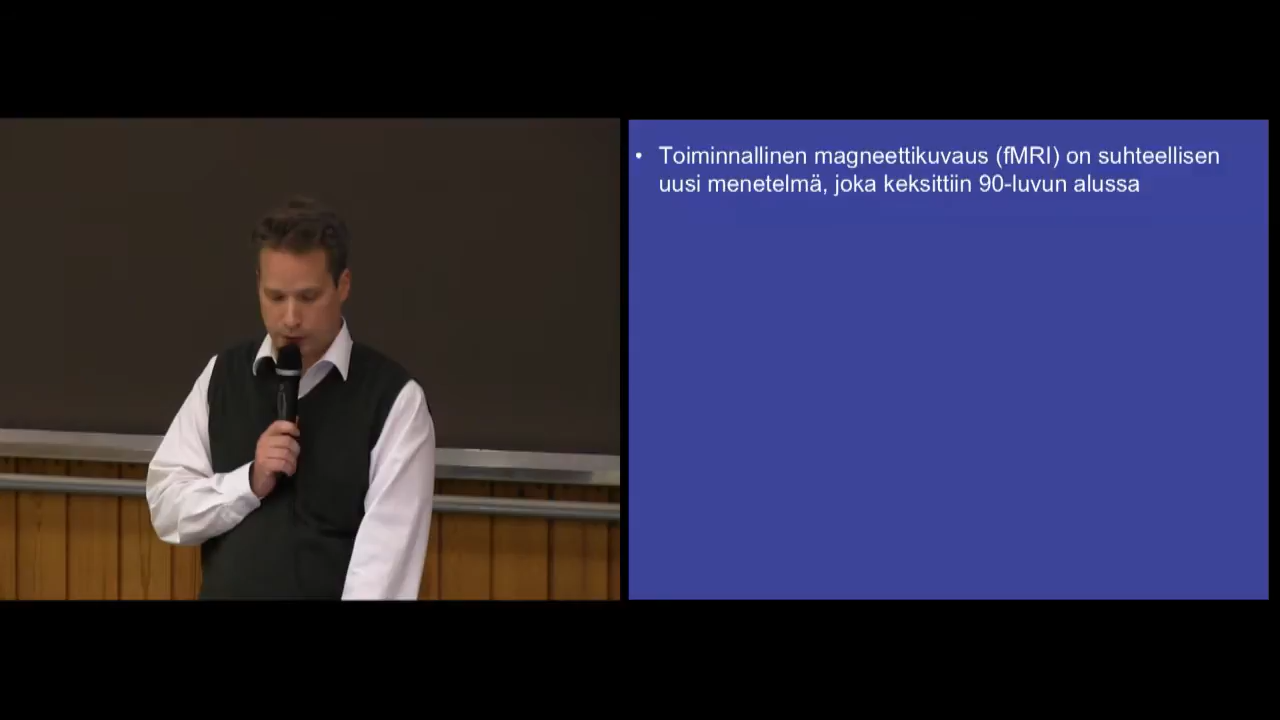 • Toiminnallinen magneettikuvaus (fMRI) on suhteellisen
uusi menetelmä, joka keksittiin 90-luvun alussa